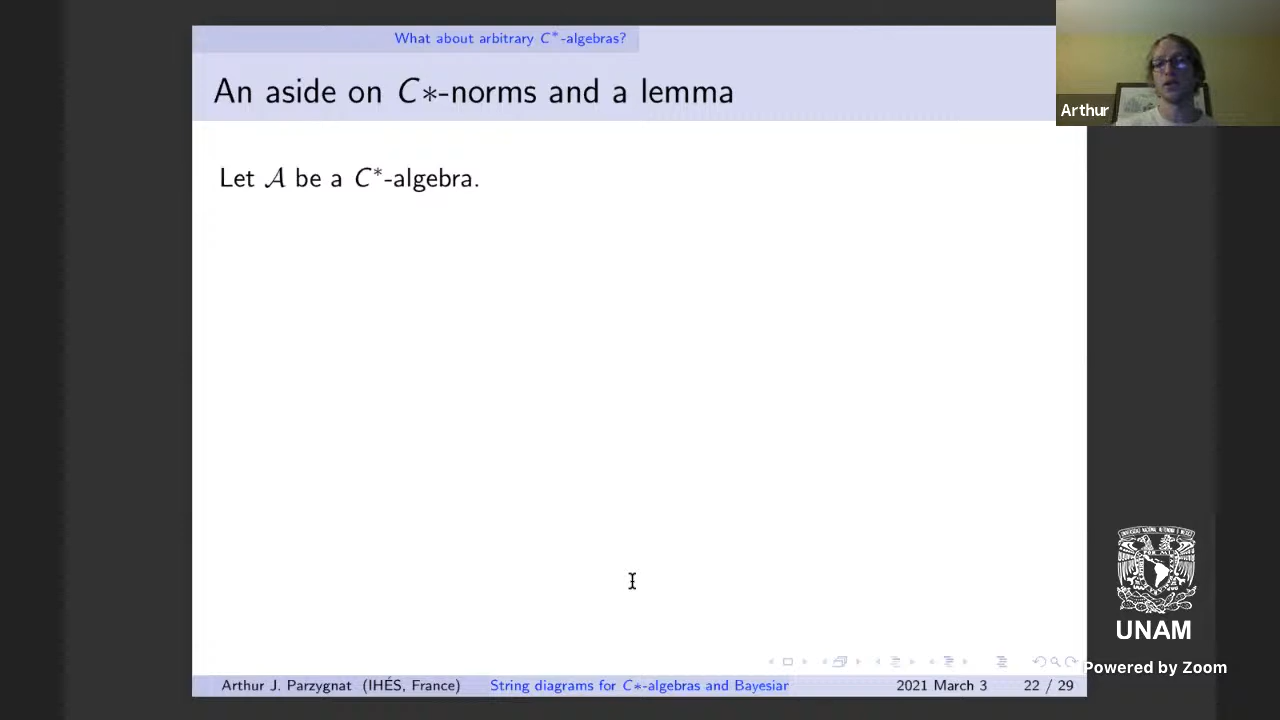 What about arbitrary C*-algebras?
An aside on C*-norms and a lemma
Arthur
Let 𝒜 be a C*-algebra.
UNAM
Powered by Zoom
Arthur J. Parzygnat (IHÉS, France) String diagrams for C*-algebras and Bayesiar 2021 March 3 22 / 29